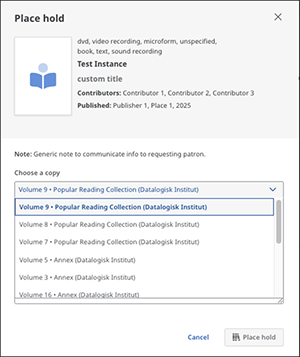 Place hold
dvd, video recording, microform, unspecified,
book, text, sound recording
Test Instance
custom title
Contributors: Contributor 1, Contributor 2, Contributor 3
Published: Publisher 1, Place 1, 2025
Note: Generic note to communicate info to requesting patron.
Choose a copy
Volume 9 • Popular Reading Collection (Datalogisk Institut)
Volume 9 • Popular Reading Collection (Datalogisk Institut)
Volume 8 • Popular Reading Collection (Datalogisk Institut)
Volume 7 • Popular Reading Collection (Datalogisk Institut)
Volume 5 • Annex (Datalogisk Institut)
Volume 3 • Annex (Datalogisk Institut)
Volume 16 • Annex (Datalogisk Institut)
Cancel
Place hold